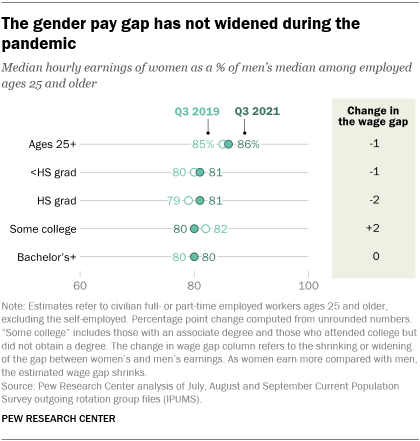 The gender pay gap has not widened during the
pandemic
Median hourly earnings of women as a % of men's median among employed
ages 25 and older
Q3 2019 Q3 2021 Change in
the wage gap
Ages 25+ 85% 86% -1
<HS grad 80 81 -1
HS grad 79 81 -2
Some college 80 82 +2
Bachelor's+ 80 80 0
60 80 100
Note: Estimates refer to civilian full- or part-time employed workers ages 25 and older,
excluding the self-employed. Percentage point change computed from unrounded numbers.
"Some college" includes those with an associate degree and those who attended college but
did not obtain a degree. The change in wage gap column refers to the shrinking or widening
of the gap between women's and men's earnings. As women earn more compared with men,
the estimated wage gap shrinks.
Source: Pew Research Center analysis of July, August and September Current Population
Survey outgoing rotation group files (IPUMS).
PEW RESEARCH CENTER